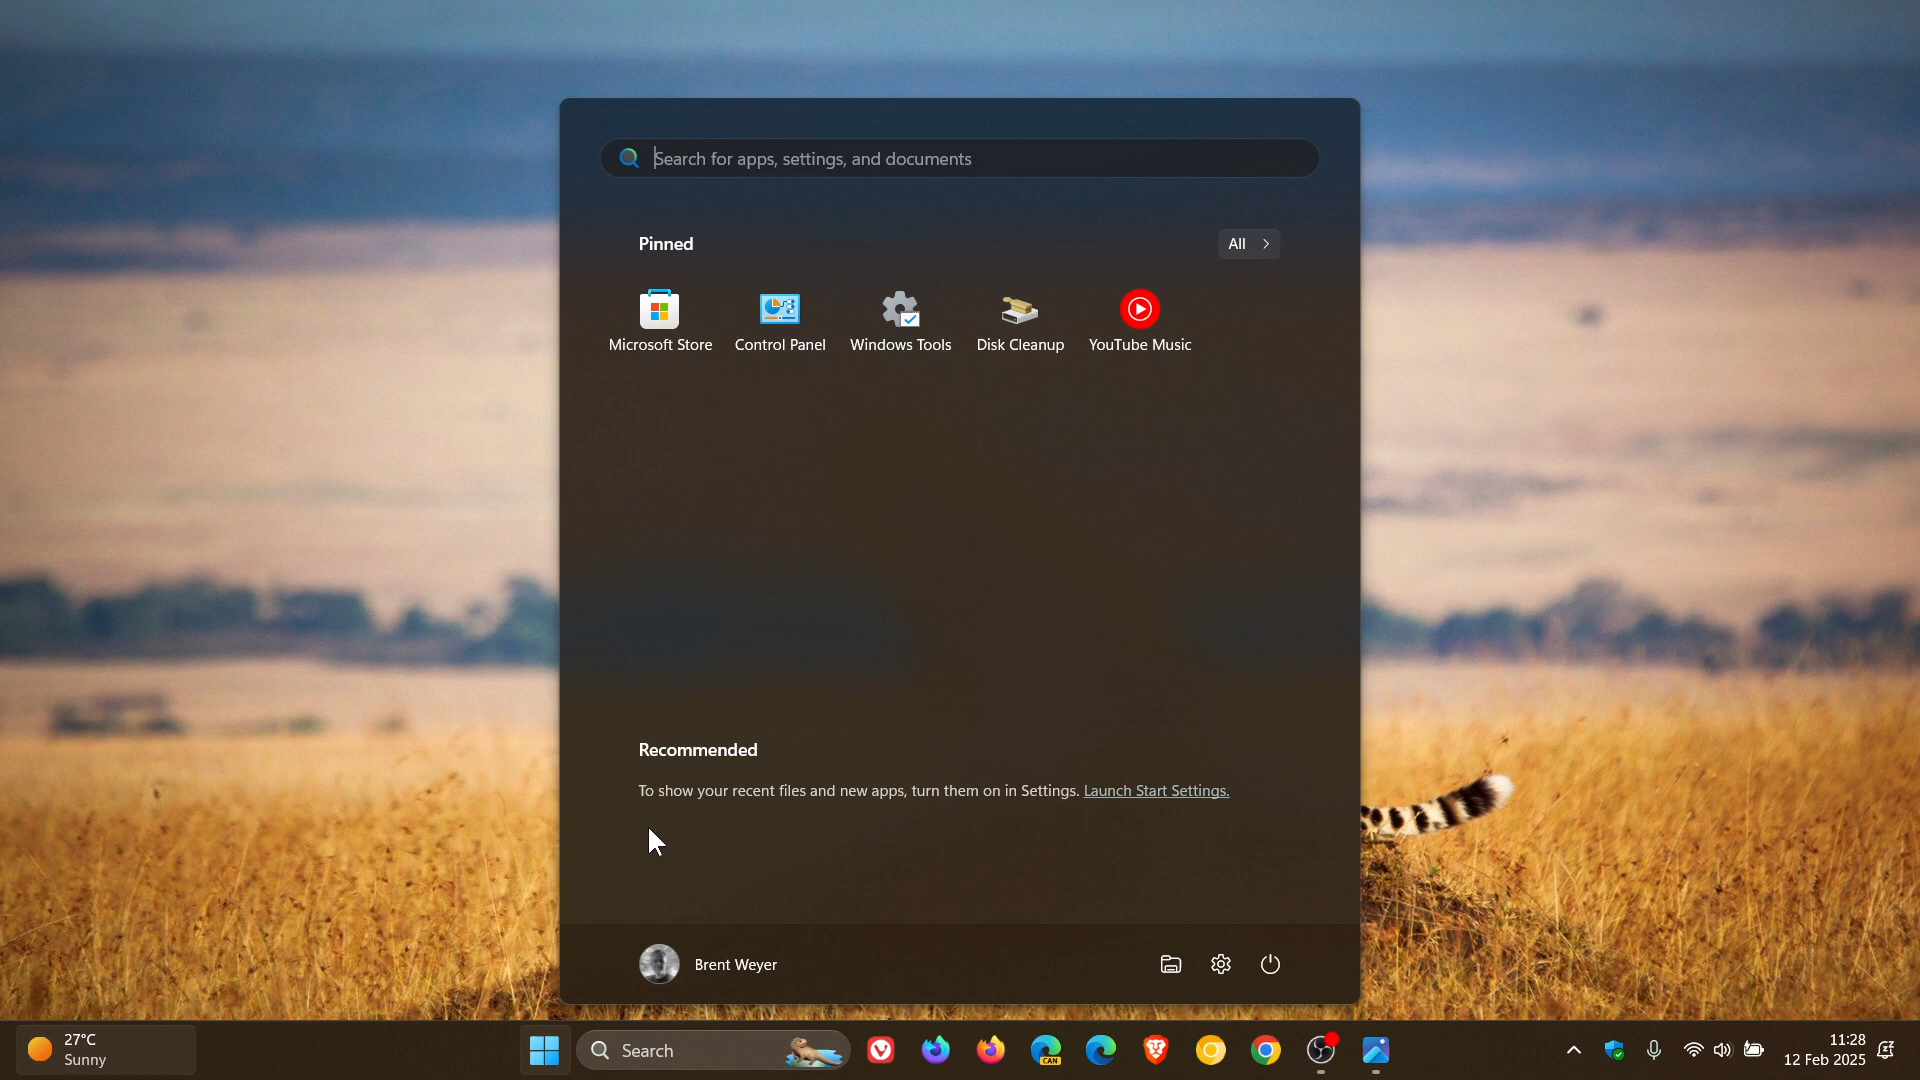 Search for apps, settings, and documents
Pinned
All
Microsoft Store
Control Panel
Windows Tools
Disk Cleanup
YouTube Music
Recommended
To show your recent files and new apps, turn them on in Settings. Launch Start Settings.
Brent Weyer
27°C
Sunny
Search
CAN
11:28
12 Feb 2025